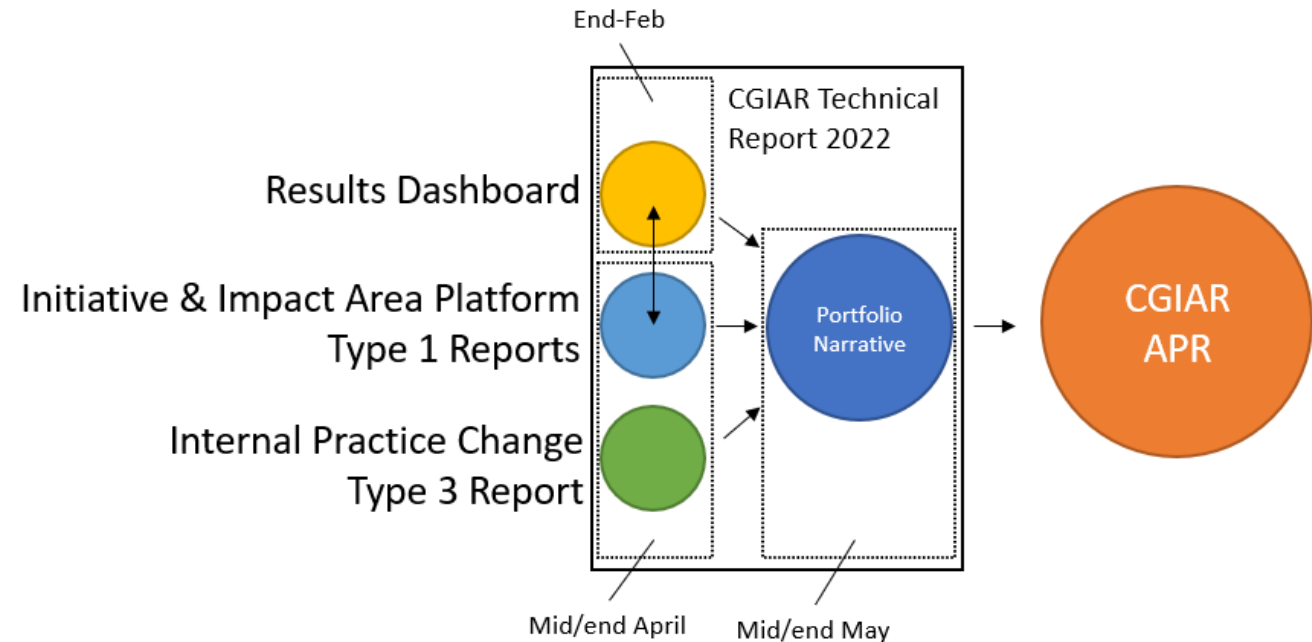 End-Feb
CGIAR Technical
Report 2022
Results Dashboard
Initiative & Impact Area Platform
Type 1 Reports
Internal Practice Change
Type 3 Report
Portfolio
Narrative
CGIAR
APR
Mid/end April
Mid/end May